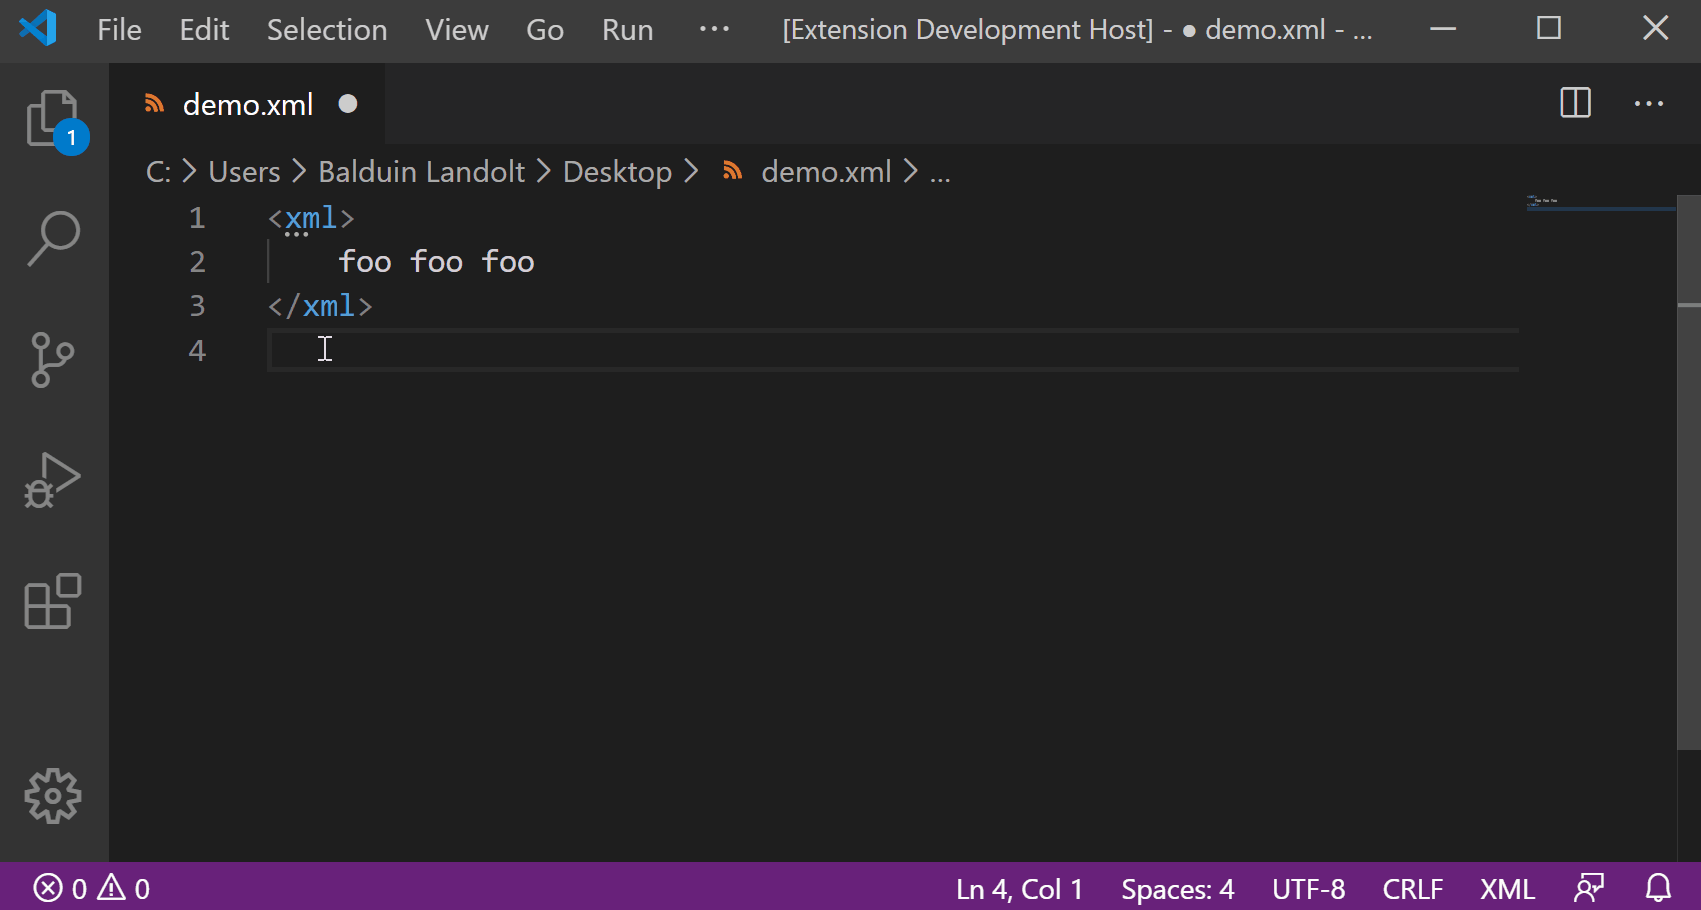 File Edit Selection View Go Run ··· [Extension Development Host] - ● demo.xml - ...
demo.xml ●
1
C: > Users > Balduin Landolt > Desktop > demo.xml > ...
1 <xml>
2 foo foo foo
3 </xml>
4
0 0 Ln 4, Col 1 Spaces: 4 UTF-8 CRLF XML